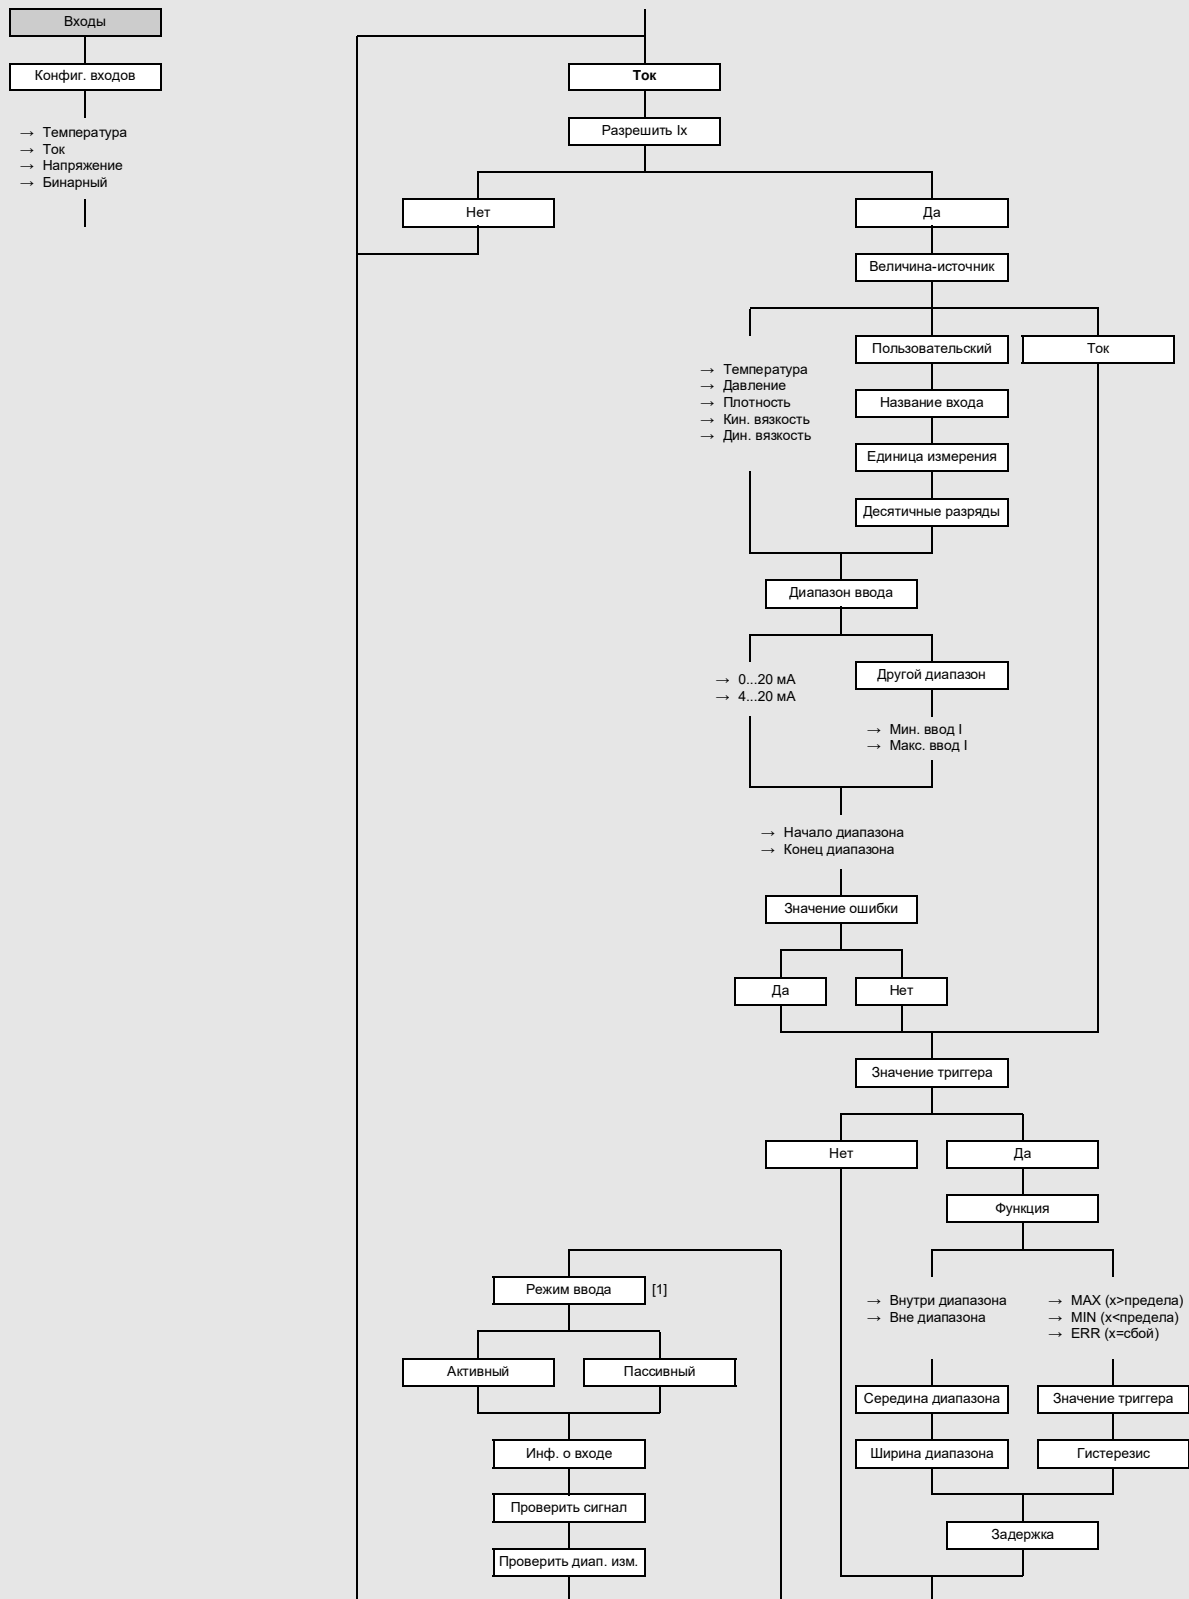 Входы
Конфиг. входов
→ Температура
→ Ток
→ Напряжение
→ Бинарный
Ток
Разрешить Ix
Нет
Да
Величина-источник
→ Температура
→ Давление
→ Плотность
→ Кин. вязкость
→ Дин. вязкость
Пользовательский
Название входа
Единица измерения
Десятичные разряды
Ток
Диапазон ввода
→ 0...20 мА
→ 4...20 мА
Другой диапазон
→ Мин. ввод I
→ Макс. ввод I
→ Начало диапазона
→ Конец диапазона
Значение ошибки
Да
Нет
Значение триггера
Нет
Да
Функция
→ Внутри диапазона
→ Вне диапазона
→ MAX (x>предела)
→ MIN (x<предела)
→ ERR (x=сбой)
Середина диапазона
Ширина диапазона
Значение триггера
Гистерезис
Задержка
Режим ввода [1]
Активный
Пассивный
Инф. о входе
Проверить сигнал
Проверить диап. изм.